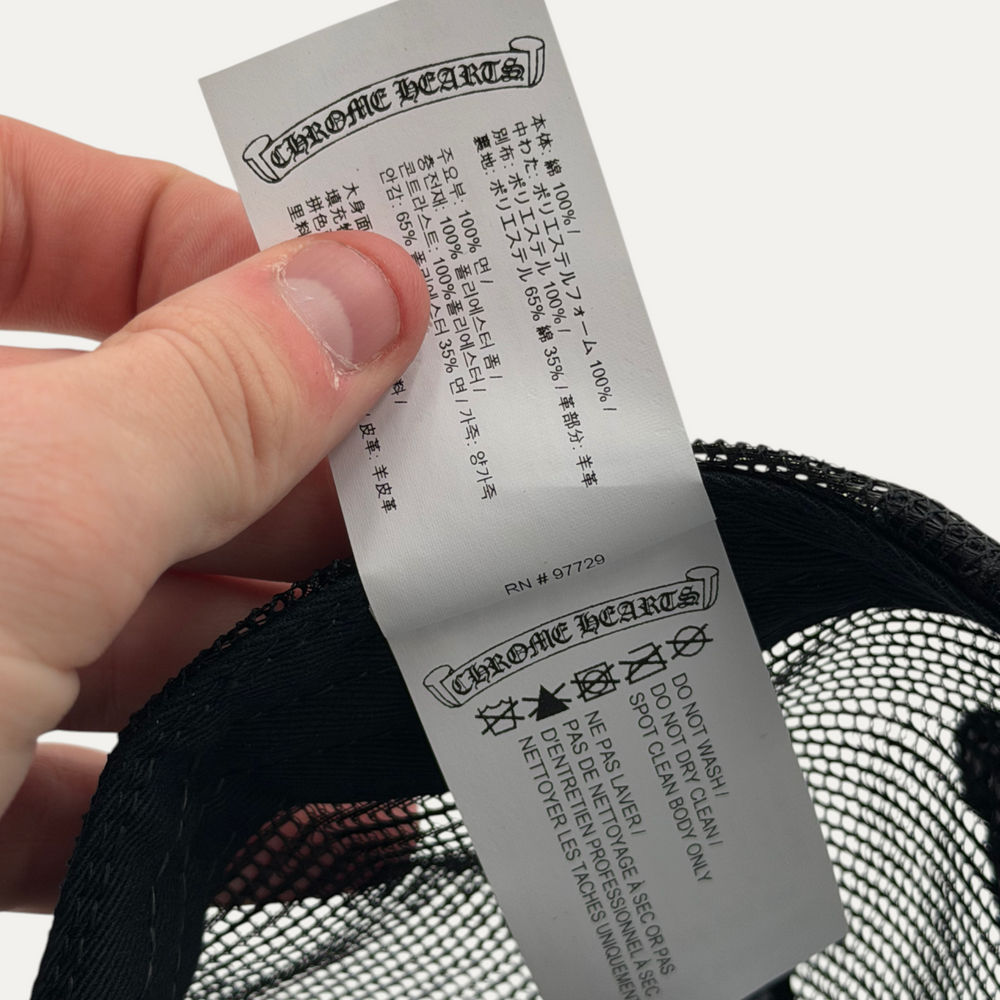 CHROME HEARTS
本体: 綿 100% /
中わた: ポリエステルフォーム 100% /
別布: ポリエステル 100% /
裏地: ポリエステル 65% 綿 35% / 革部分: 羊革
주요부: 100% 면 /
충전재: 100% 폴리에스터 폼 /
콘트라스트: 100% 폴리에스터 /
안감: 65% 폴리에스터 35% 면 / 가죽: 양가죽
大身面
填充
拼色 料 /
里料 , 皮革: 羊皮革
RN # 97729
CHROME HEARTS
DO NOT WASH /
DO NOT DRY CLEAN /
SPOT CLEAN BODY ONLY
NE PAS LAVER /
PAS DE NETTOYAGE À SEC OR PAS
D'ENTRETIEN PROFESSIONNEL À SEC
NETTOYER LES TACHES UNIQUEMENT